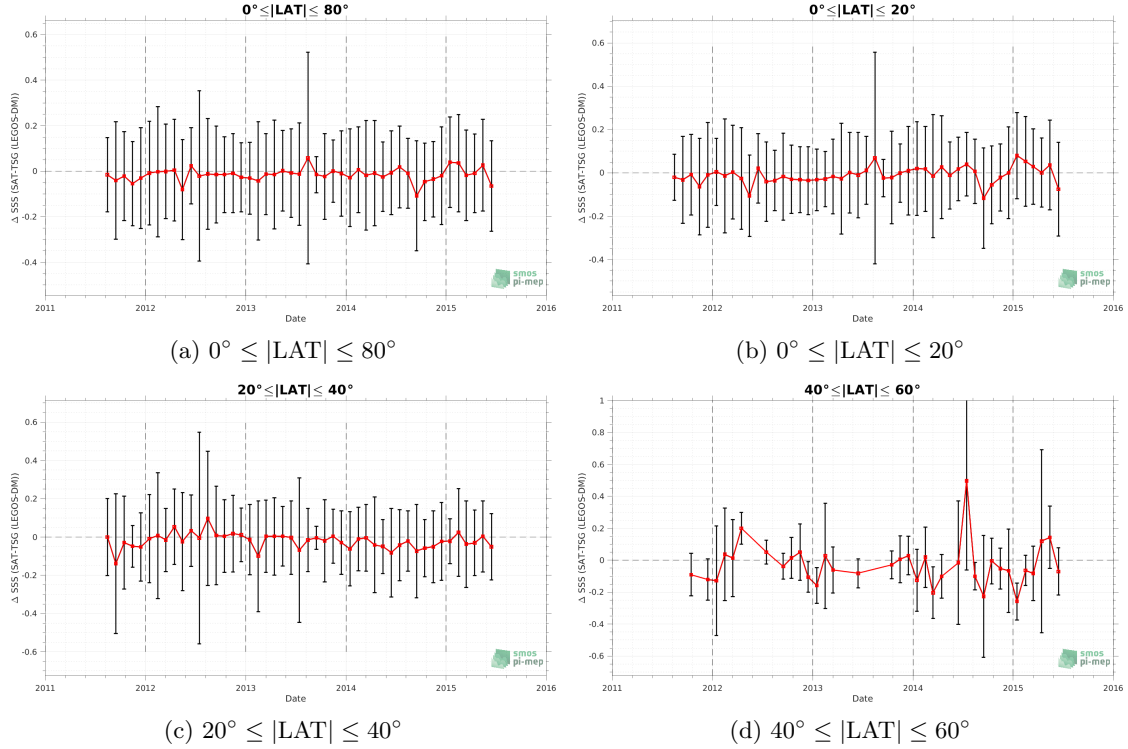 0°≤|LAT|≤ 80°
Δ SSS (SAT-TSG (LEGOS-DM))
0.6
0.4
0.2
0
-0.2
-0.4
2011 2012 2013 2014 2015 2016
Date
smos
pi-mep
(a) 0° ≤ |LAT| ≤ 80°
0°≤|LAT|≤ 20°
Δ SSS (SAT-TSG (LEGOS-DM))
0.6
0.4
0.2
0
-0.2
-0.4
2011 2012 2013 2014 2015 2016
Date
smos
pi-mep
(b) 0° ≤ |LAT| ≤ 20°
20°≤|LAT|≤ 40°
Δ SSS (SAT-TSG (LEGOS-DM))
0.6
0.4
0.2
0
-0.2
-0.4
-0.6
2011 2012 2013 2014 2015 2016
Date
smos
pi-mep
(c) 20° ≤ |LAT| ≤ 40°
40°≤|LAT|≤ 60°
Δ SSS (SAT-TSG (LEGOS-DM))
1
0.8
0.6
0.4
0.2
0
-0.2
-0.4
-0.6
2011 2012 2013 2014 2015 2016
Date
smos
pi-mep
(d) 40° ≤ |LAT| ≤ 60°